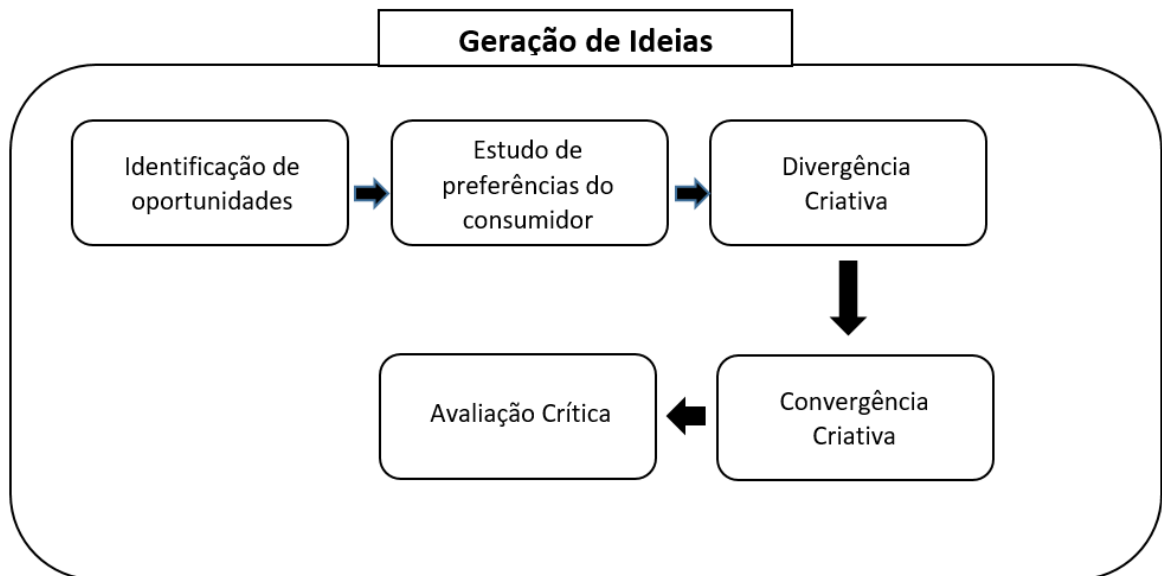 Geração de Ideias
Identificação de
oportunidades
Estudo de
preferências do
consumidor
Divergência
Criativa
Convergência
Criativa
Avaliação Crítica